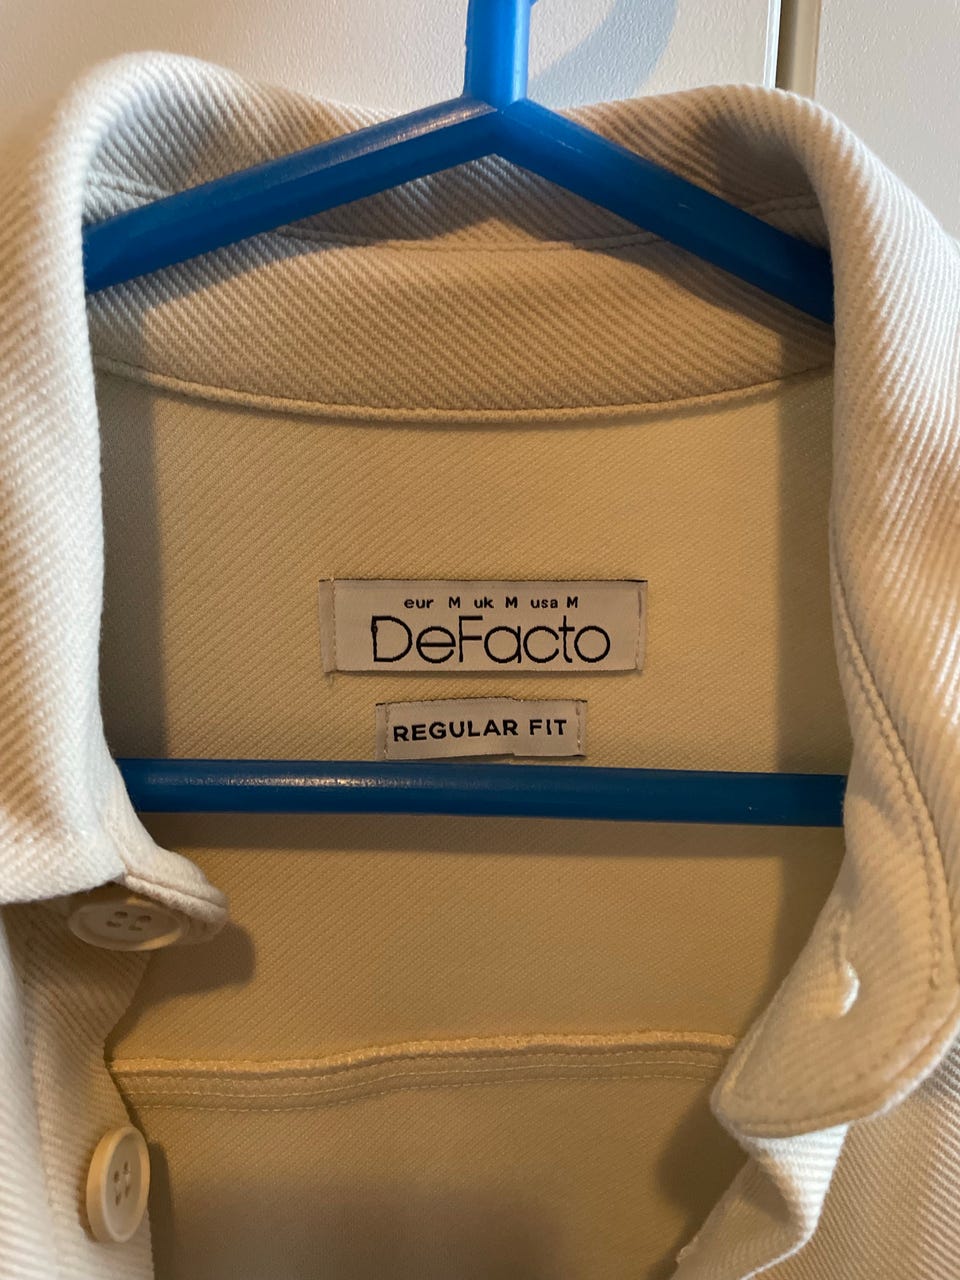 eur M uk M usa M
DeFacto
REGULAR FIT